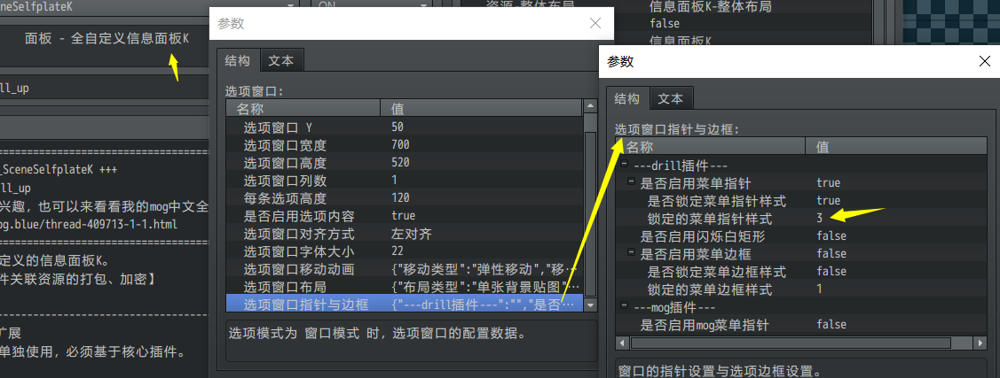 neSelfplateK
ON
面板 - 全自定义信息面板K
ll_up
_SceneSelfplateK +++
ll_up
兴趣，也可以来看看我的mog中文全
og.blue/thread-409713-1-1.html
定义的信息面板K。
件关联资源的打包、加密】
扩展
单独使用，必须基于核心插件。
资源-整体布局
信息面板K-整体布局
false
信息面板K
参数
结构
文本
选项窗口:
名称 值
选项窗口 Y 50
选项窗口宽度 700
选项窗口高度 520
选项窗口列数 1
每条选项高度 120
是否启用选项内容 true
选项窗口对齐方式 左对齐
选项窗口字体大小 22
选项窗口移动动画 {"移动类型":"弹性移动","移…
选项窗口布局 {"布局类型":"单张背景贴图"…
选项窗口指针与边框 {"---drill插件---":"","是否…
选项模式为 窗口模式 时，选项窗口的配置数据。
参数
结构
文本
选项窗口指针与边框:
名称 值
---drill插件---
是否启用菜单指针 true
是否锁定菜单指针样式 true
锁定的菜单指针样式 3
是否启用闪烁白矩形 false
是否启用菜单边框 false
是否锁定菜单边框样式 false
锁定的菜单边框样式 1
---mog插件---
是否启用mog菜单指针 false
窗口的指针设置与选项边框设置。